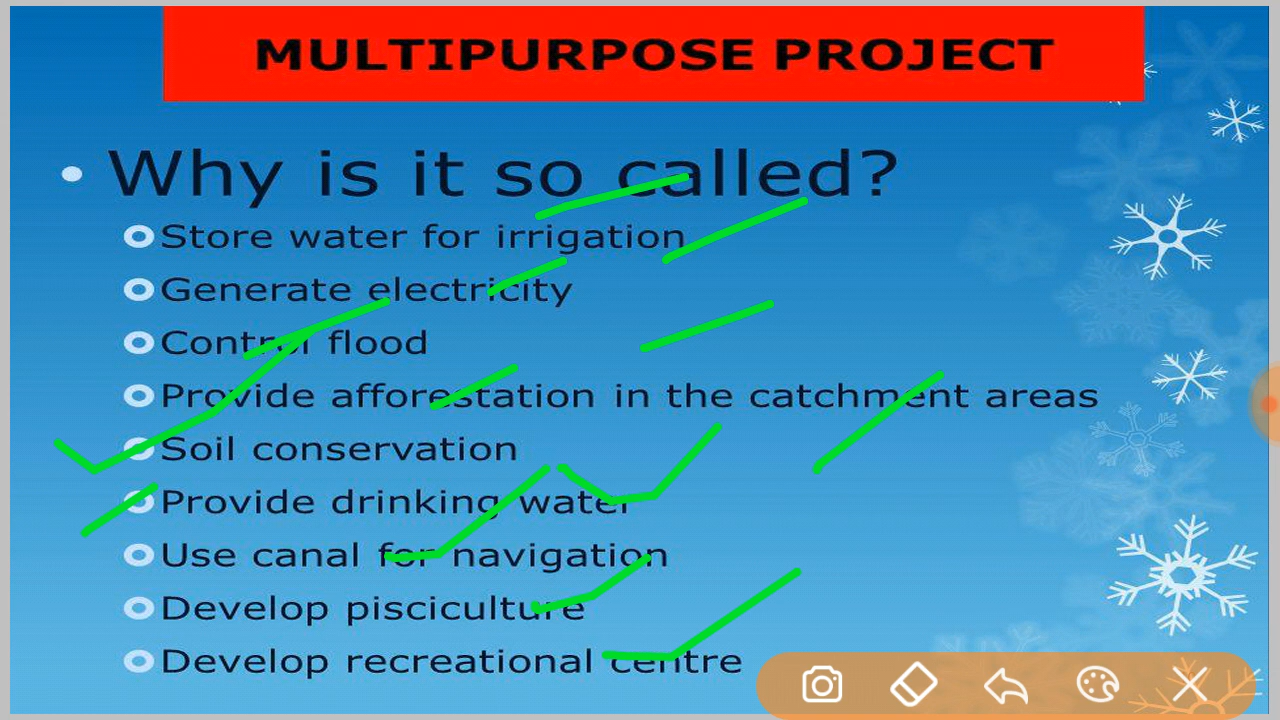 MULTIPURPOSE PROJECT
Why is it so called?
Store water for irrigation
Generate electricity
Control flood
Provide afforestation in the catchment areas
Soil conservation
Provide drinking water
Use canal for navigation
Develop pisciculture
Develop recreational centre